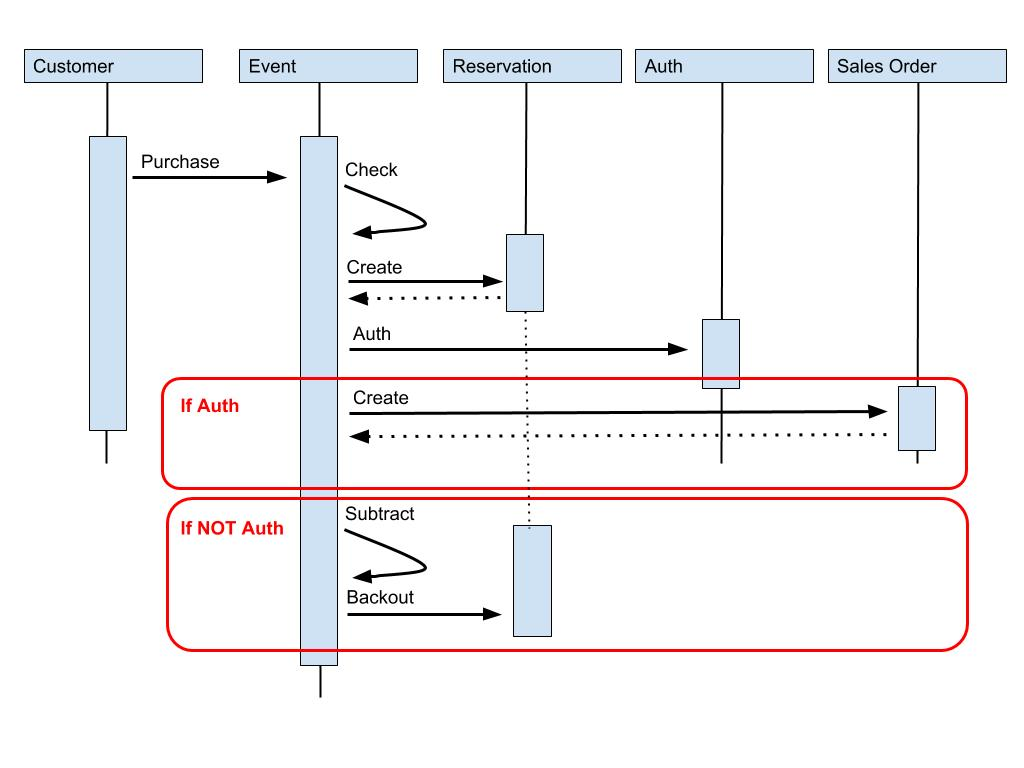 Customer
Event
Reservation
Auth
Sales Order
Purchase
Check
Create
Auth
If Auth
Create
If NOT Auth
Subtract
Backout